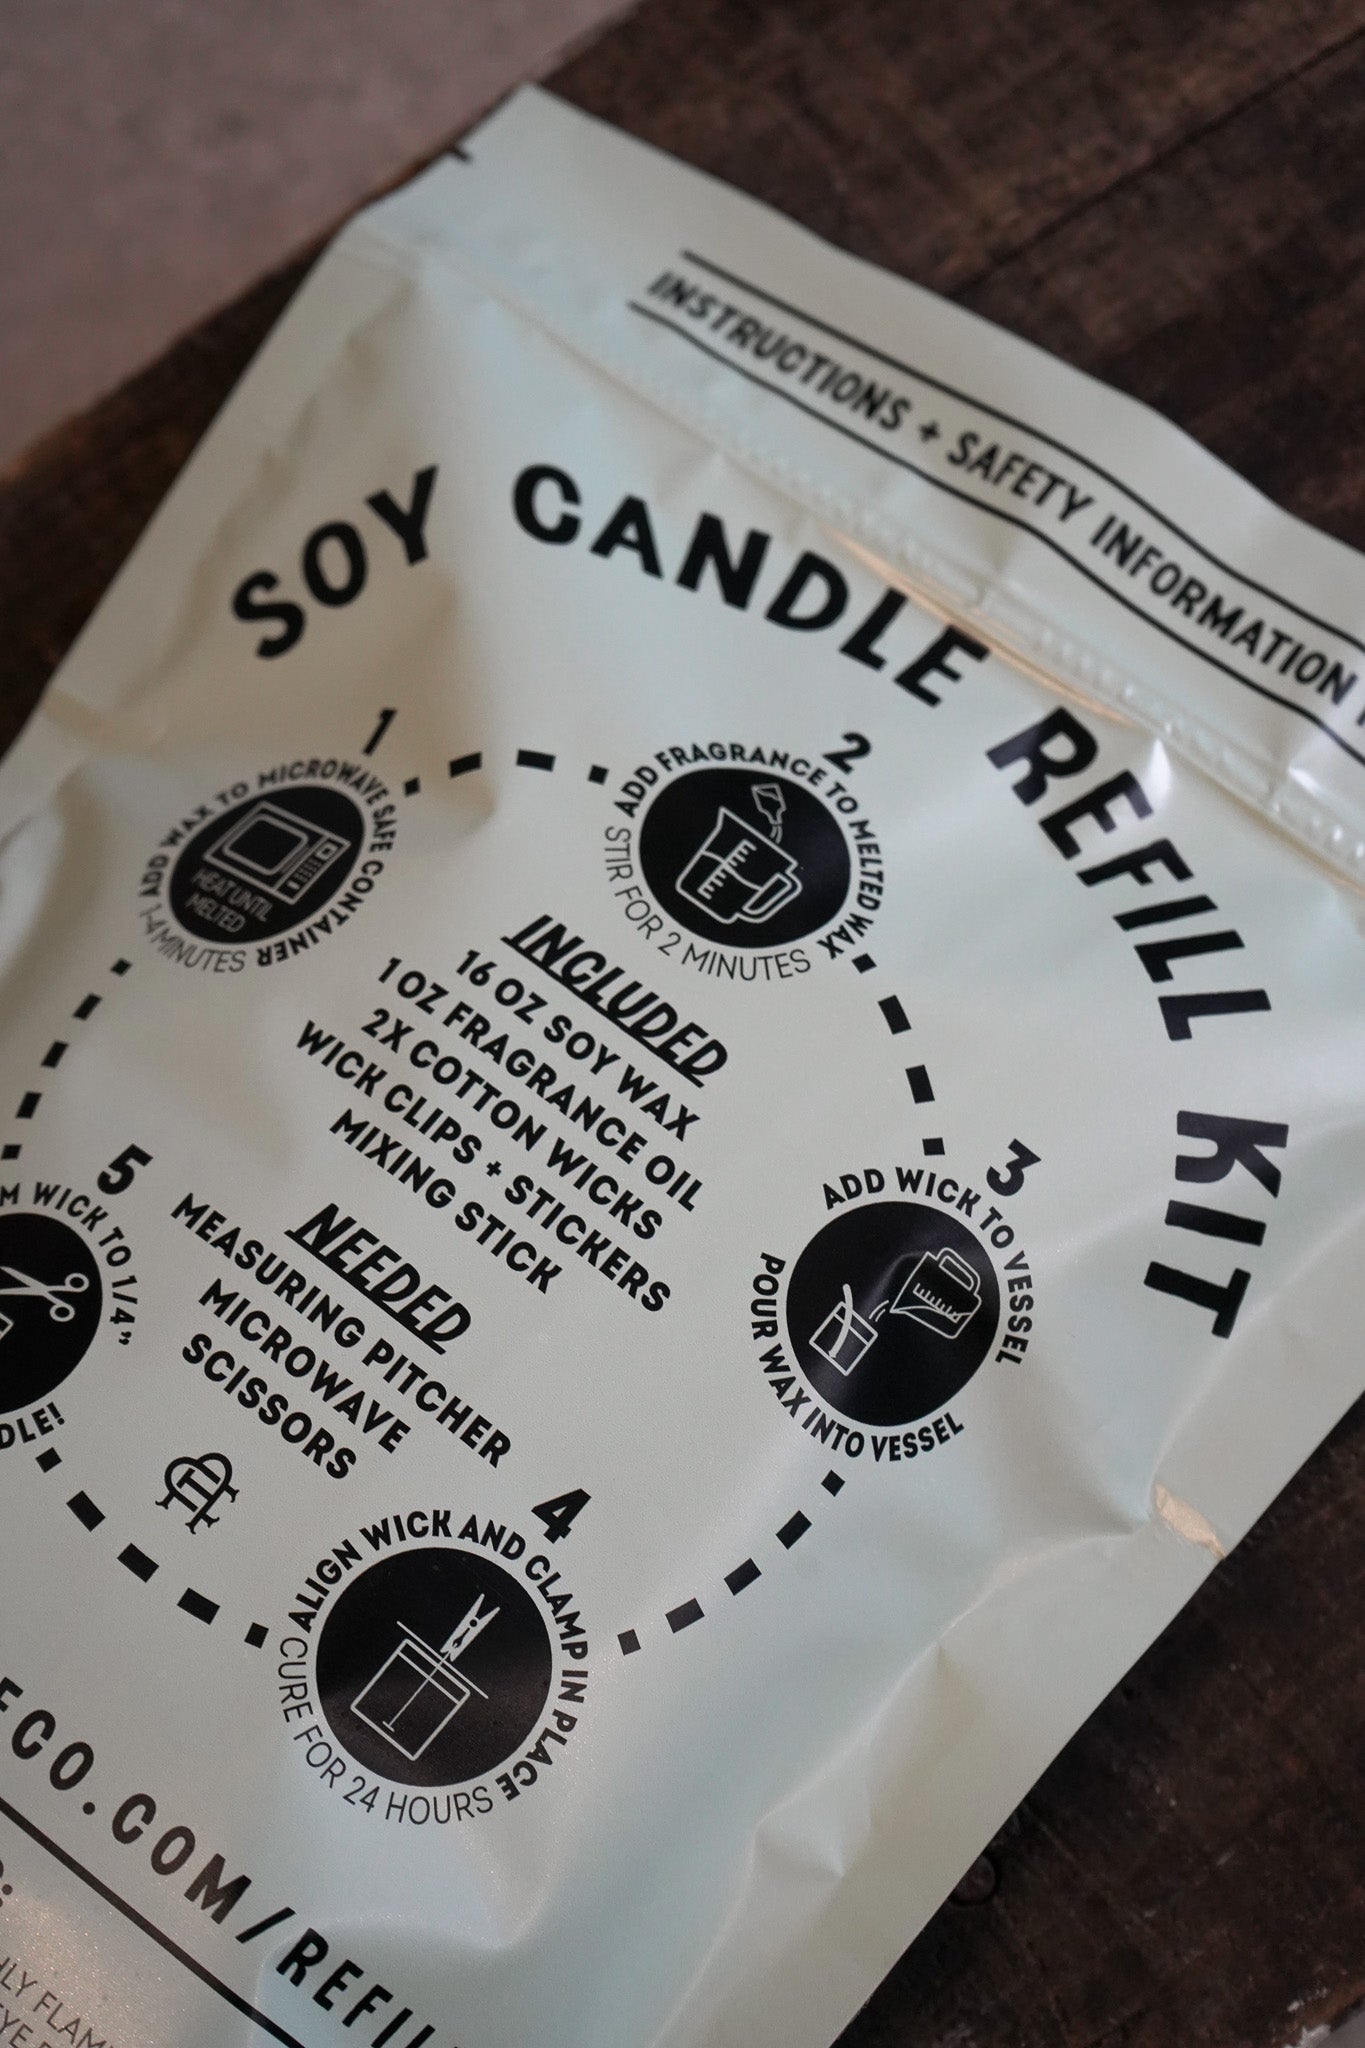 INSTRUCTIONS + SAFETY INFORMATION
SOY CANDLE REFILL KIT
1
ADD WAX TO MICROWAVE SAFE CONTAINER
1-4 MINUTES
HEAT UNTIL
MELTED
2
ADD FRAGRANCE TO MELTED WAX
STIR FOR 2 MINUTES
INCLUDED
16 OZ SOY WAX
1 OZ FRAGRANCE OIL
2X COTTON WICKS
WICK CLIPS + STICKERS
MIXING STICK
NEEDED
MEASURING PITCHER
MICROWAVE
SCISSORS
3
ADD WICK TO VESSEL
POUR WAX INTO VESSEL
4
ALIGN WICK AND CLAMP IN PLACE
CURE FOR 24 HOURS
5
WICK TO 1/4”
ECO.COM/REFIL